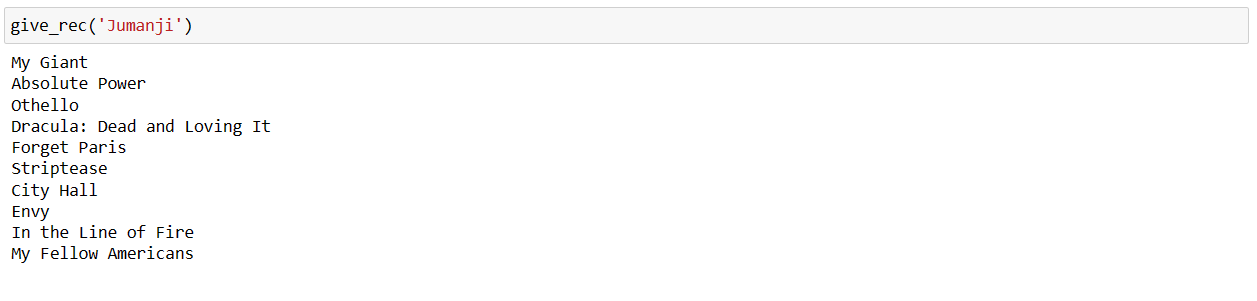 give_rec('Jumanji')
My Giant
Absolute Power
Othello
Dracula: Dead and Loving It
Forget Paris
Striptease
City Hall
Envy
In the Line of Fire
My Fellow Americans